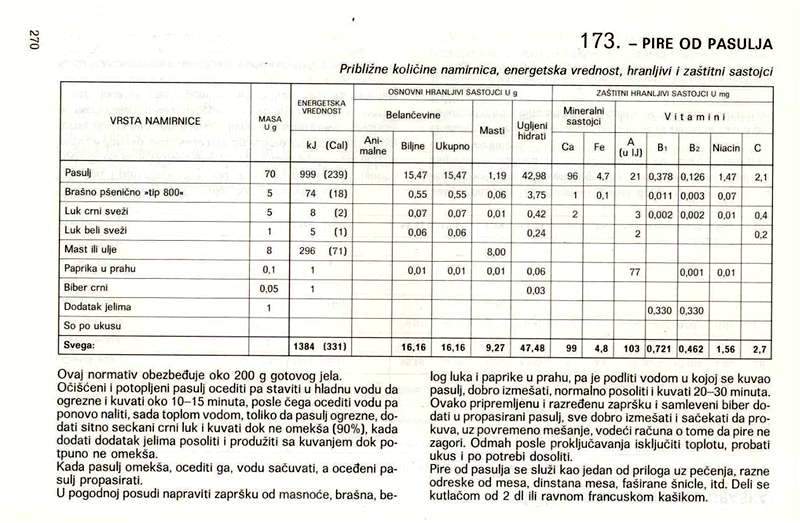 270
173. – PIRE OD PASULJA
Približne količine namirnica, energetska vrednost, hranljivi i zaštitni sastojci
VRSTA NAMIRNICE MASA U g ENERGETSKA VREDNOST OSNOVNI HRANLJIVI SASTOJCI U g ZAŠTITNI HRANLJIVI SASTOJCI U mg
Belančevine Masti Ugljeni hidrati Mineralni sastojci Vitamini
kJ (Cal) Ani-malne Biljne Ukupno Ca Fe A (u IJ) B1 B2 Niacin C
Pasulj 70 999 (239) 15,47 15,47 1,19 42,98 96 4,7 21 0,378 0,126 1,47 2,1
Brašno pšenično »tip 800« 5 74 (18) 0,55 0,55 0,06 3,75 1 0,1 0,011 0,003 0,07
Luk crni sveži 5 8 (2) 0,07 0,07 0,01 0,42 2 3 0,002 0,002 0,01 0,4
Luk beli sveži 1 5 (1) 0,06 0,06 0,24 2 0,2
Mast ili ulje 8 296 (71) 8,00
Paprika u prahu 0,1 1 0,01 0,01 0,01 0,06 77 0,001 0,01
Biber crni 0,05 1 0,03
Dodatak jelima 1 0,330 0,330
So po ukusu
Svega: 1384 (331) 16,16 16,16 9,27 47,48 99 4,8 103 0,721 0,462 1,56 2,7
Ovaj normativ obezbeđuje oko 200 g gotovog jela.
Očišćeni i potopljeni pasulj ocediti pa staviti u hladnu vodu da
ogrezne i kuvati oko 10–15 minuta, posle čega ocediti vodu pa
ponovo naliti, sada toplom vodom, toliko da pasulj ogrezne, do-
dati sitno seckani crni luk i kuvati dok ne omekša (90%), kada
dodati dodatak jelima posoliti i produžiti sa kuvanjem dok po-
tpuno ne omekša.
Kada pasulj omekša, ocediti ga, vodu sačuvati, a oceđeni pa-
sulj propasirati.
U pogodnoj posudi napraviti zapršku od masnoće, brašna, be-
log luka i paprike u prahu, pa je podliti vodom u kojoj se kuvao
pasulj, dobro izmešati, normalno posoliti i kuvati 20–30 minuta.
Ovako pripremljenu i razređenu zapršku i samleveni biber do-
dati u propasirani pasulj, sve dobro izmešati i sačekati da pro-
kuva, uz povremeno mešanje, vodeći računa o tome da pire ne
zagori. Odmah posle proključavanja isključiti toplotu, probati
ukus i po potrebi dosoliti.
Pire od pasulja se služi kao jedan od priloga uz pečenja, razne
odreske od mesa, dinstana mesa, faširane šnicle, itd. Deli se
kutlačom od 2 dl ili ravnom francuskom kašikom.